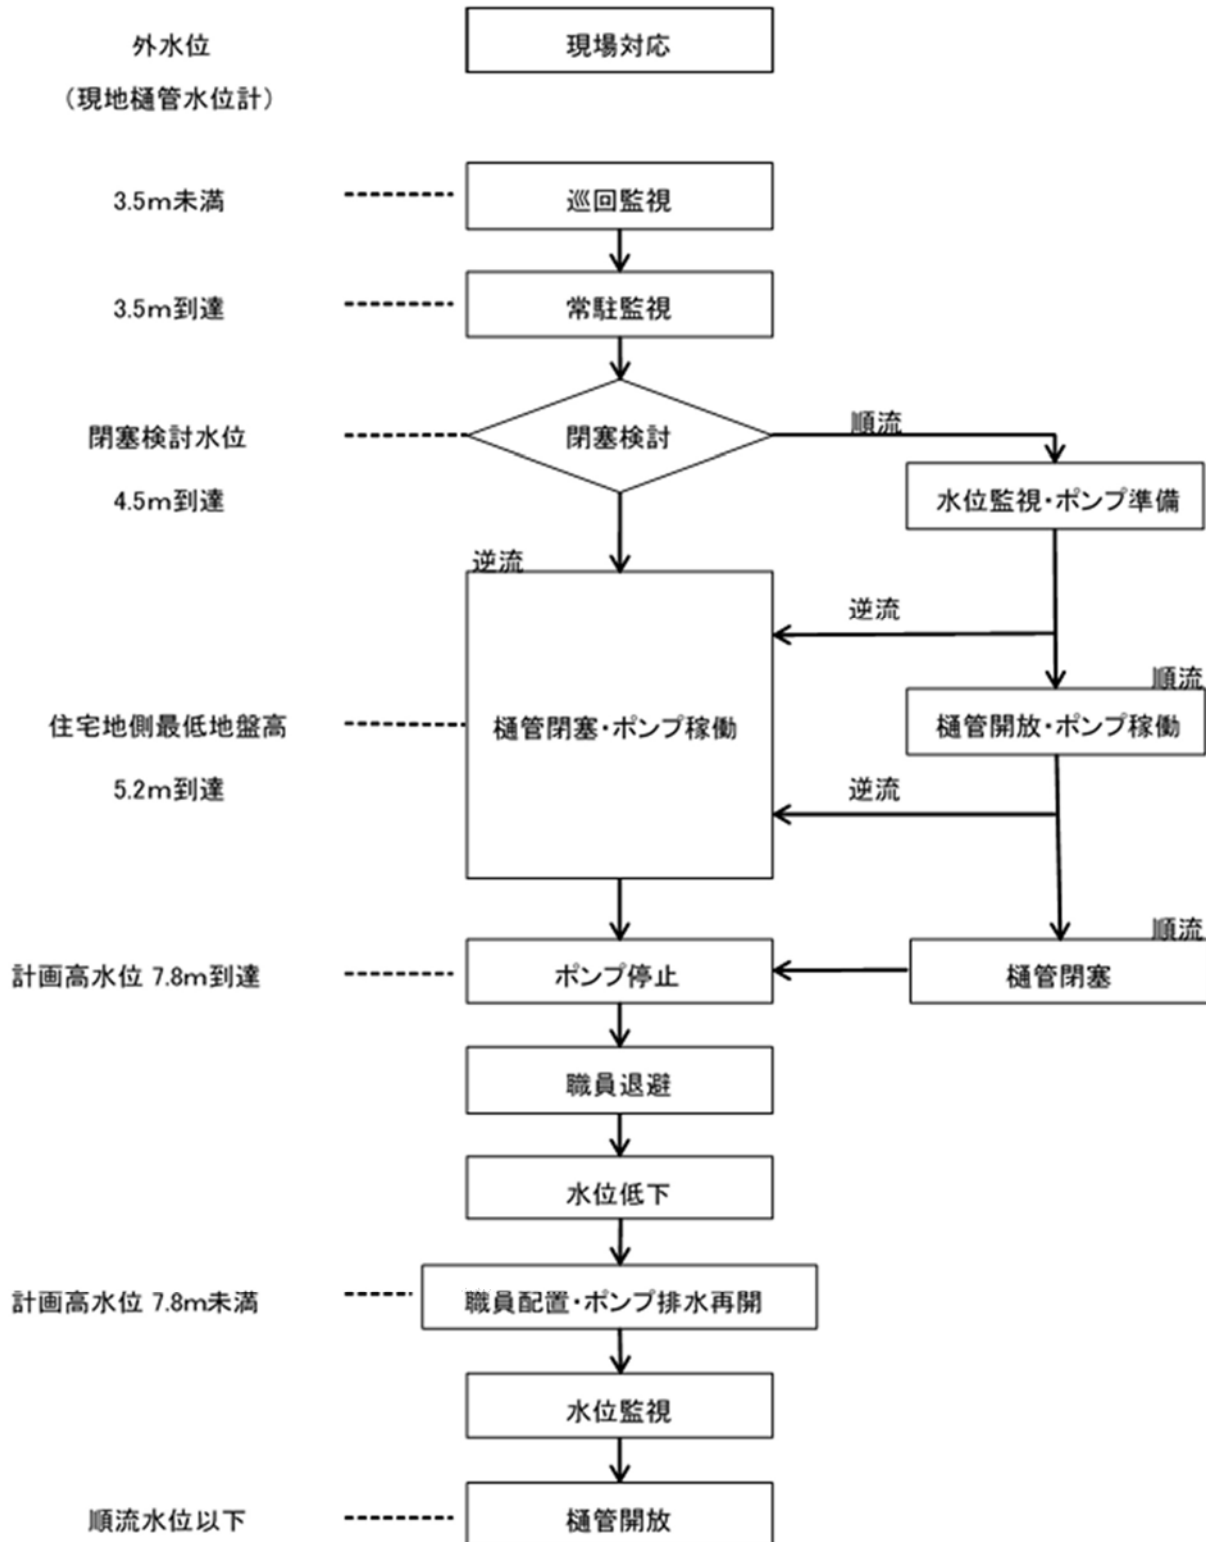 外水位
現場対応
（現地樋管水位計）
3.5m未満
巡回監視
3.5m到達
常駐監視
閉塞検討水位
閉塞検討
順流
4.5m到達
水位監視・ポンプ準備
逆流
逆流
順流
住宅地側最低地盤高
樋管閉塞・ポンプ稼働
樋管開放・ポンプ稼働
5.2m到達
逆流
順流
計画高水位 7.8m到達
ポンプ停止
樋管閉塞
職員退避
水位低下
計画高水位 7.8m未満
職員配置・ポンプ排水再開
水位監視
順流水位以下
樋管開放